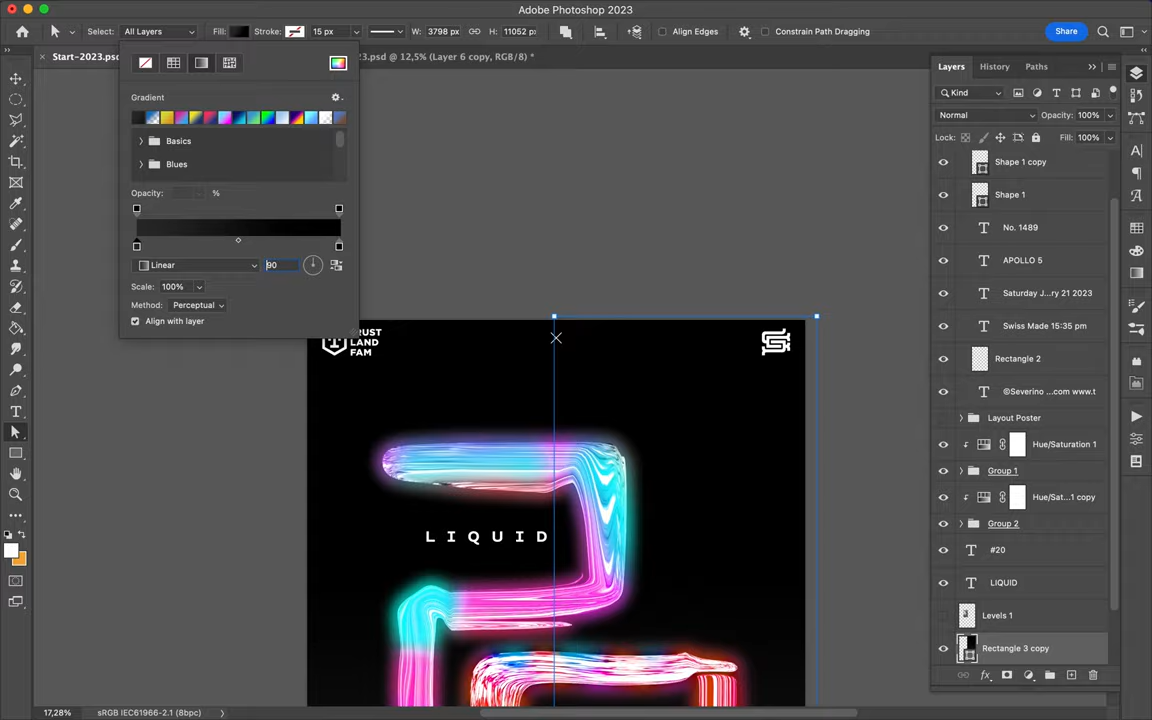 Adobe Photoshop 2023
Select: All Layers Fill: Stroke: 15 px W: 3798 px H: 11052 px Align Edges Constrain Path Dragging Share
Start-2023.psd 23.psd @ 12,5% (Layer 6 copy, RGB/8) *
Gradient
Basics
Blues
Opacity: %
Linear 90
Scale: 100%
Method: Perceptual
Align with layer
RUST
LAND
FAM
LIQUID
Layers History Paths
Kind
Normal Opacity: 100%
Lock: Fill: 100%
Shape 1 copy
Shape 1
No. 1489
APOLLO 5
Saturday J...ry 21 2023
Swiss Made 15:35 pm
Rectangle 2
©Severino ...com www.t
Layout Poster
Hue/Saturation 1
Group 1
Hue/Sat...1 copy
Group 2
#20
LIQUID
Levels 1
Rectangle 3 copy
17,28% sRGB IEC61966-2.1 (8bpc)